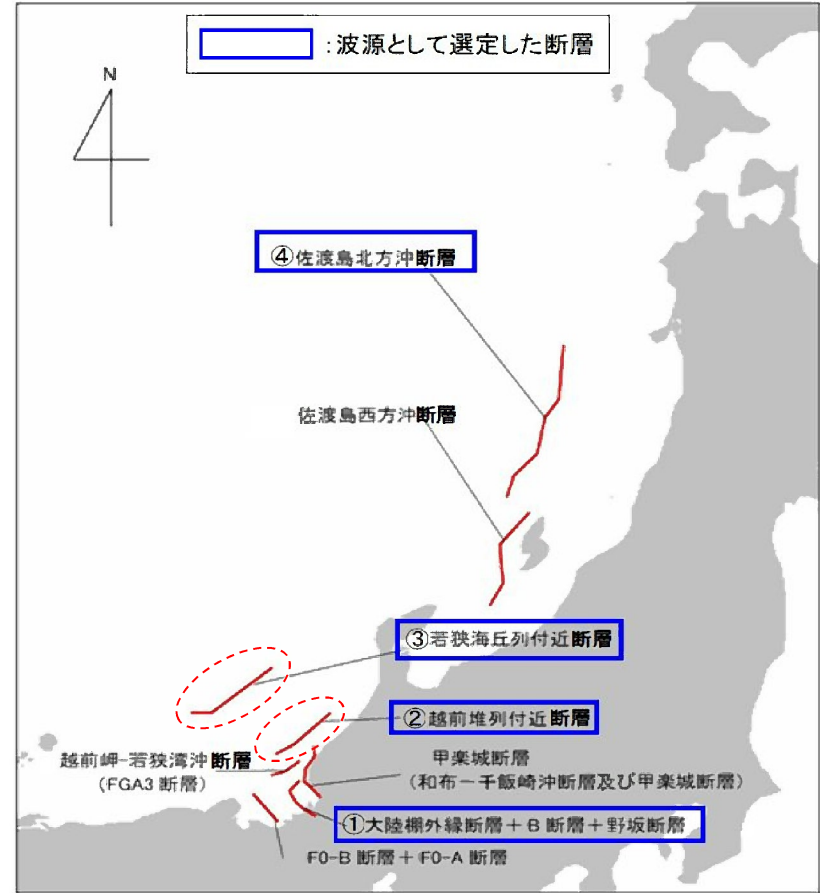 ：波源として選定した断層
N
④佐渡島北方沖断層
佐渡島西方沖断層
③若狭海丘列付近断層
②越前堆列付近断層
越前岬−若狭湾沖断層
（FGA3 断層）
甲楽城断層
（和布－干飯崎沖断層及び甲楽城断層）
①大陸棚外縁断層＋B 断層＋野坂断層
FO-B 断層＋FO-A 断層